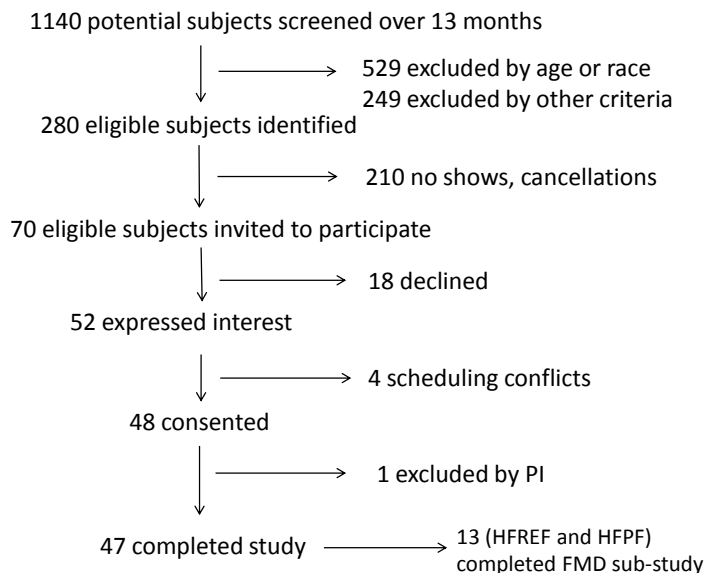 1140 potential subjects screened over 13 months
529 excluded by age or race
249 excluded by other criteria
280 eligible subjects identified
210 no shows, cancellations
70 eligible subjects invited to participate
18 declined
52 expressed interest
4 scheduling conflicts
48 consented
1 excluded by PI
47 completed study
13 (HFREF and HFPF)
completed FMD sub-study